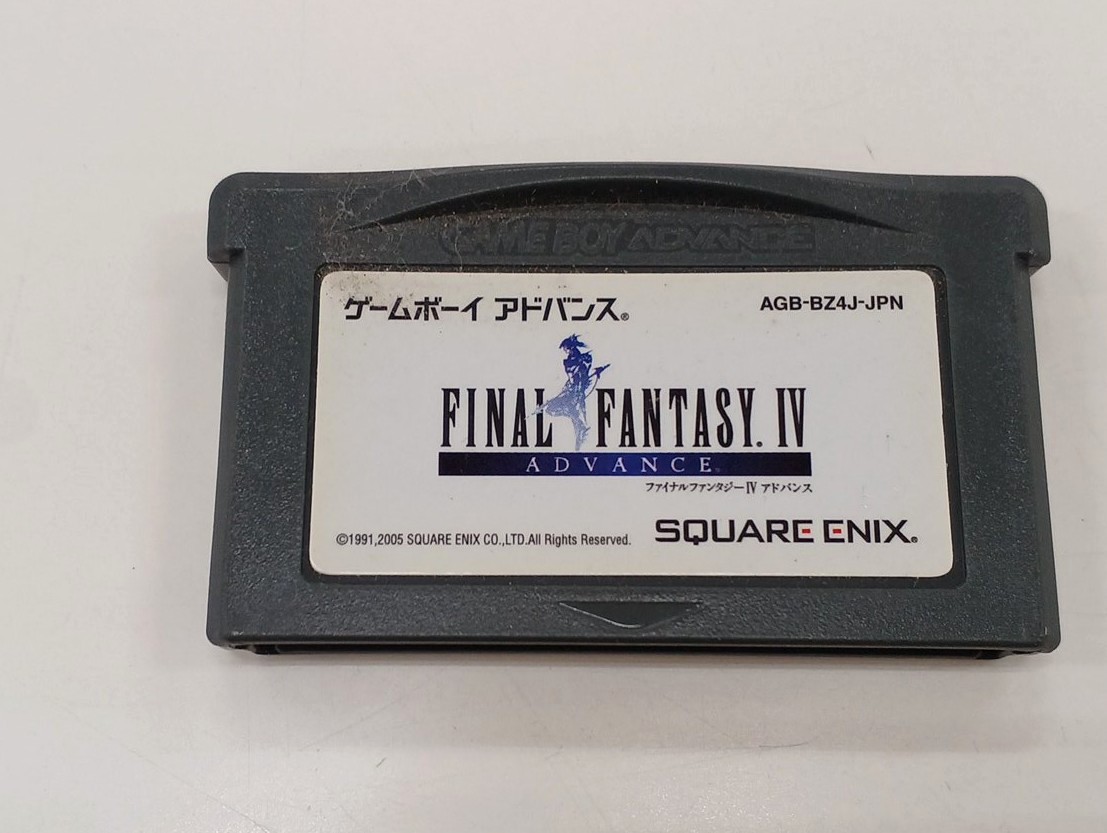 GAME BOY ADVANCE
ゲームボーイ アドバンス®
AGB-BZ4J-JPN
FINAL FANTASY. IV
ADVANCE™
ファイナルファンタジーIV アドバンス
©1991,2005 SQUARE ENIX CO.,LTD.All Rights Reserved.
SQUARE ENIX®